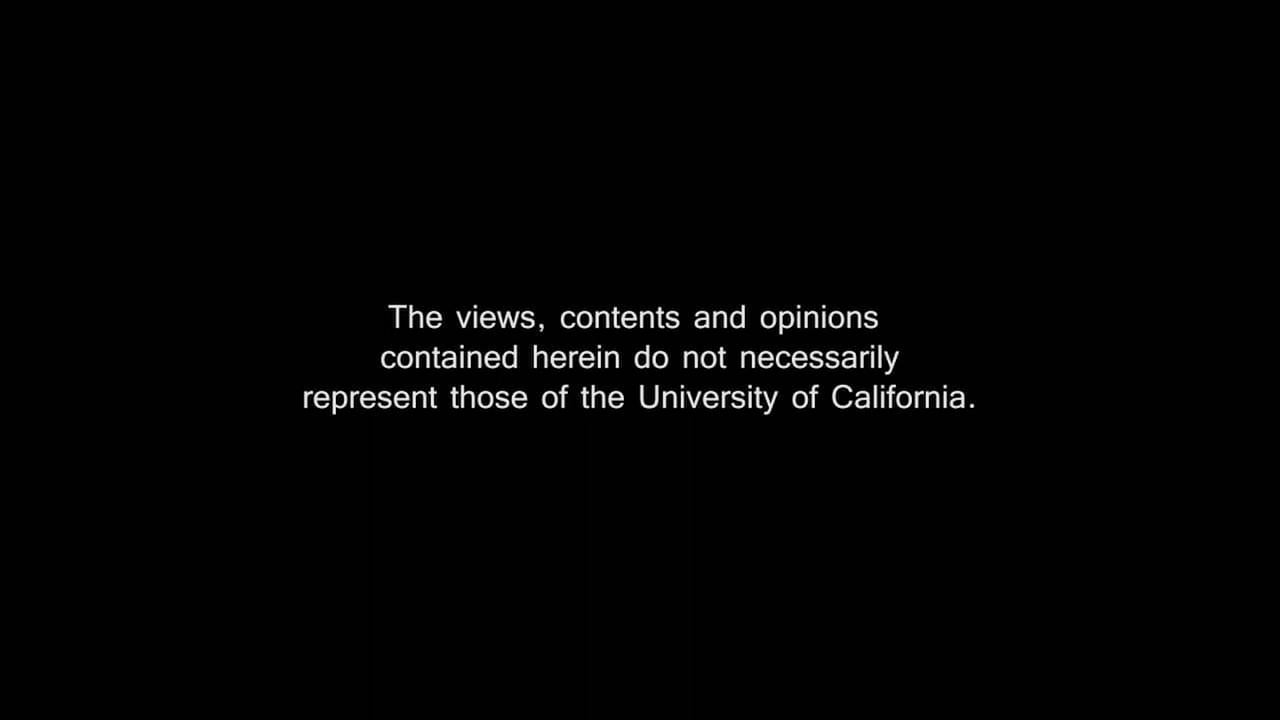 The views, contents and opinions
contained herein do not necessarily
represent those of the University of California.